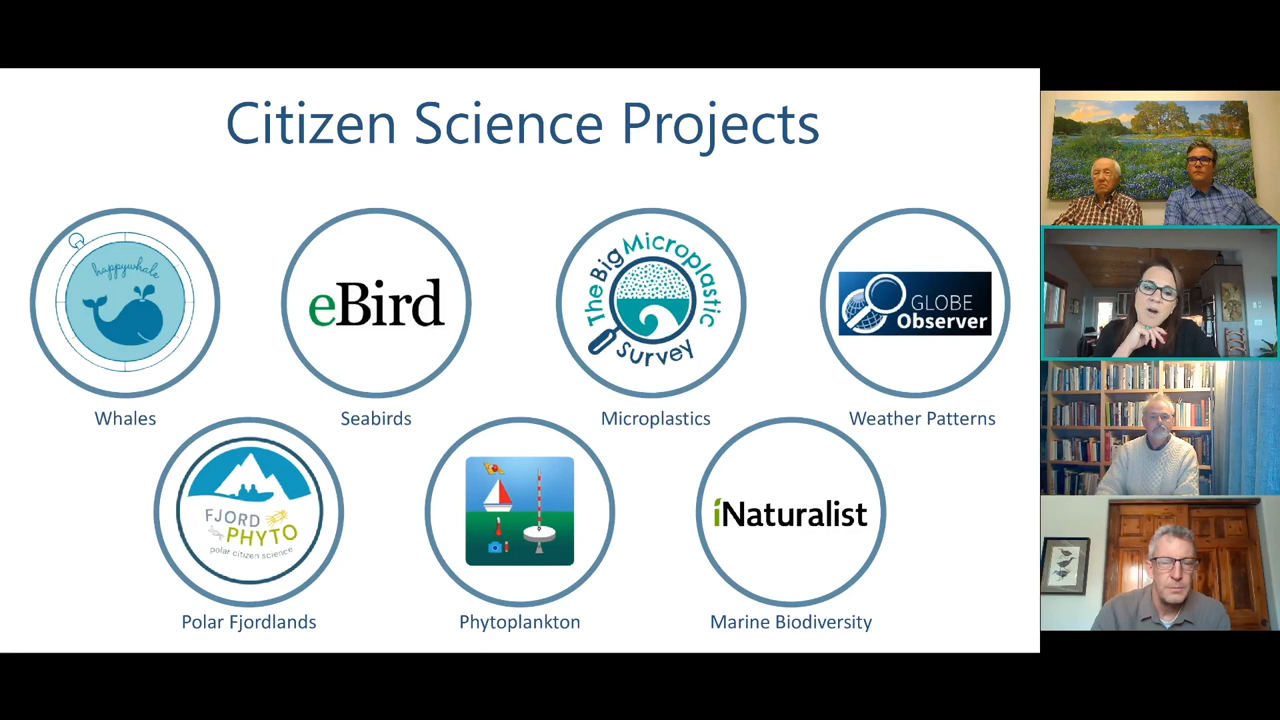 Citizen Science Projects
happywhale
eBird
The Big Microplastic Survey
GLOBE
Observer
Whales
Seabirds
Microplastics
Weather Patterns
FJORD
PHYTO
polar citizen science
iNaturalist
Polar Fjordlands
Phytoplankton
Marine Biodiversity